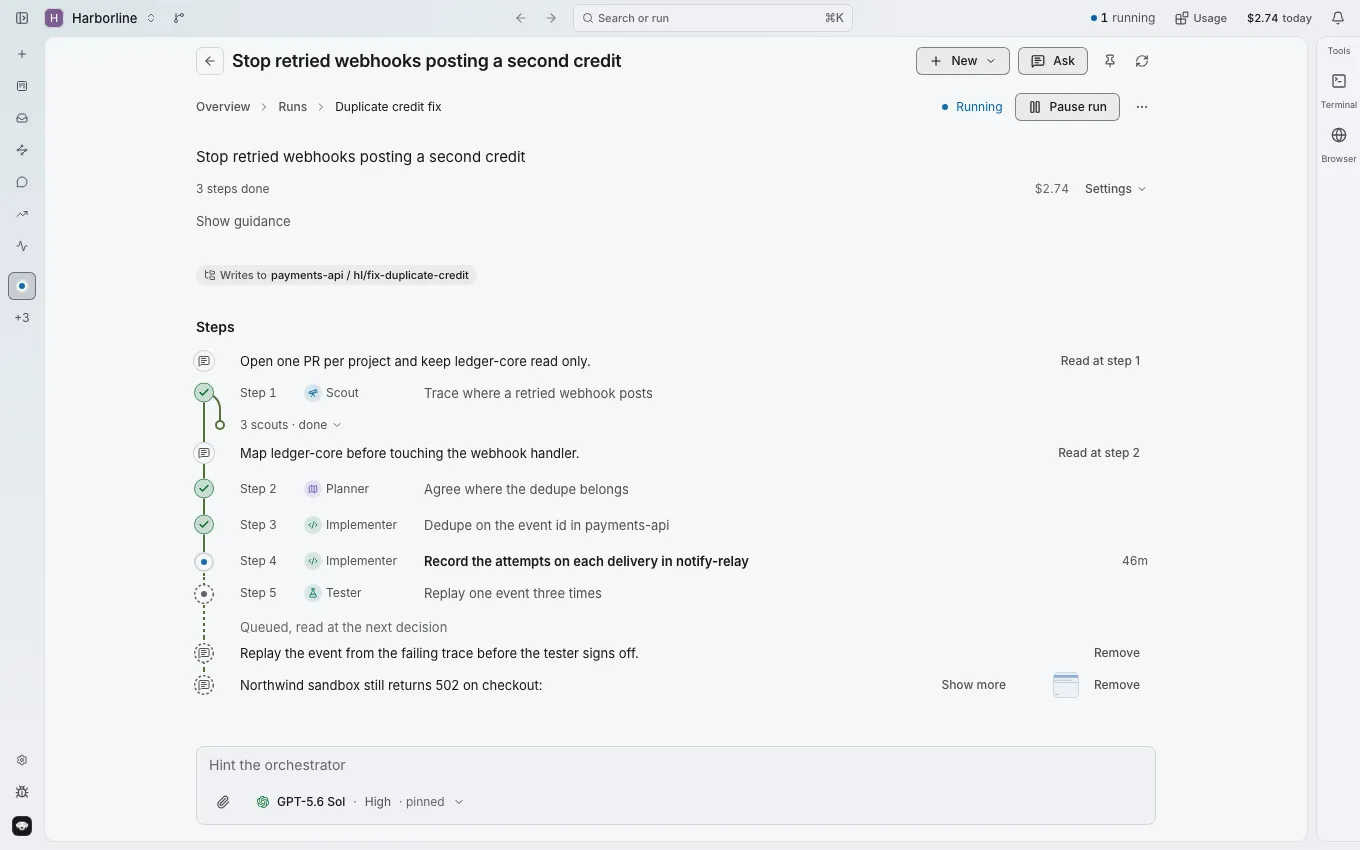 H Harborline
Search or run ⌘K
1 running
Usage
$2.74 today
Stop retried webhooks posting a second credit
New
Ask
Tools
Terminal
Browser
Overview > Runs > Duplicate credit fix
Running
Pause run
Stop retried webhooks posting a second credit
3 steps done
$2.74
Settings
Show guidance
Writes to payments-api / hl/fix-duplicate-credit
+3
Steps
Open one PR per project and keep ledger-core read only. Read at step 1
Step 1 Scout Trace where a retried webhook posts
3 scouts · done
Map ledger-core before touching the webhook handler. Read at step 2
Step 2 Planner Agree where the dedupe belongs
Step 3 Implementer Dedupe on the event id in payments-api
Step 4 Implementer Record the attempts on each delivery in notify-relay 46m
Step 5 Tester Replay one event three times
Queued, read at the next decision
Replay the event from the failing trace before the tester signs off. Remove
Northwind sandbox still returns 502 on checkout: Show more Remove
Hint the orchestrator
GPT-5.6 Sol · High · pinned